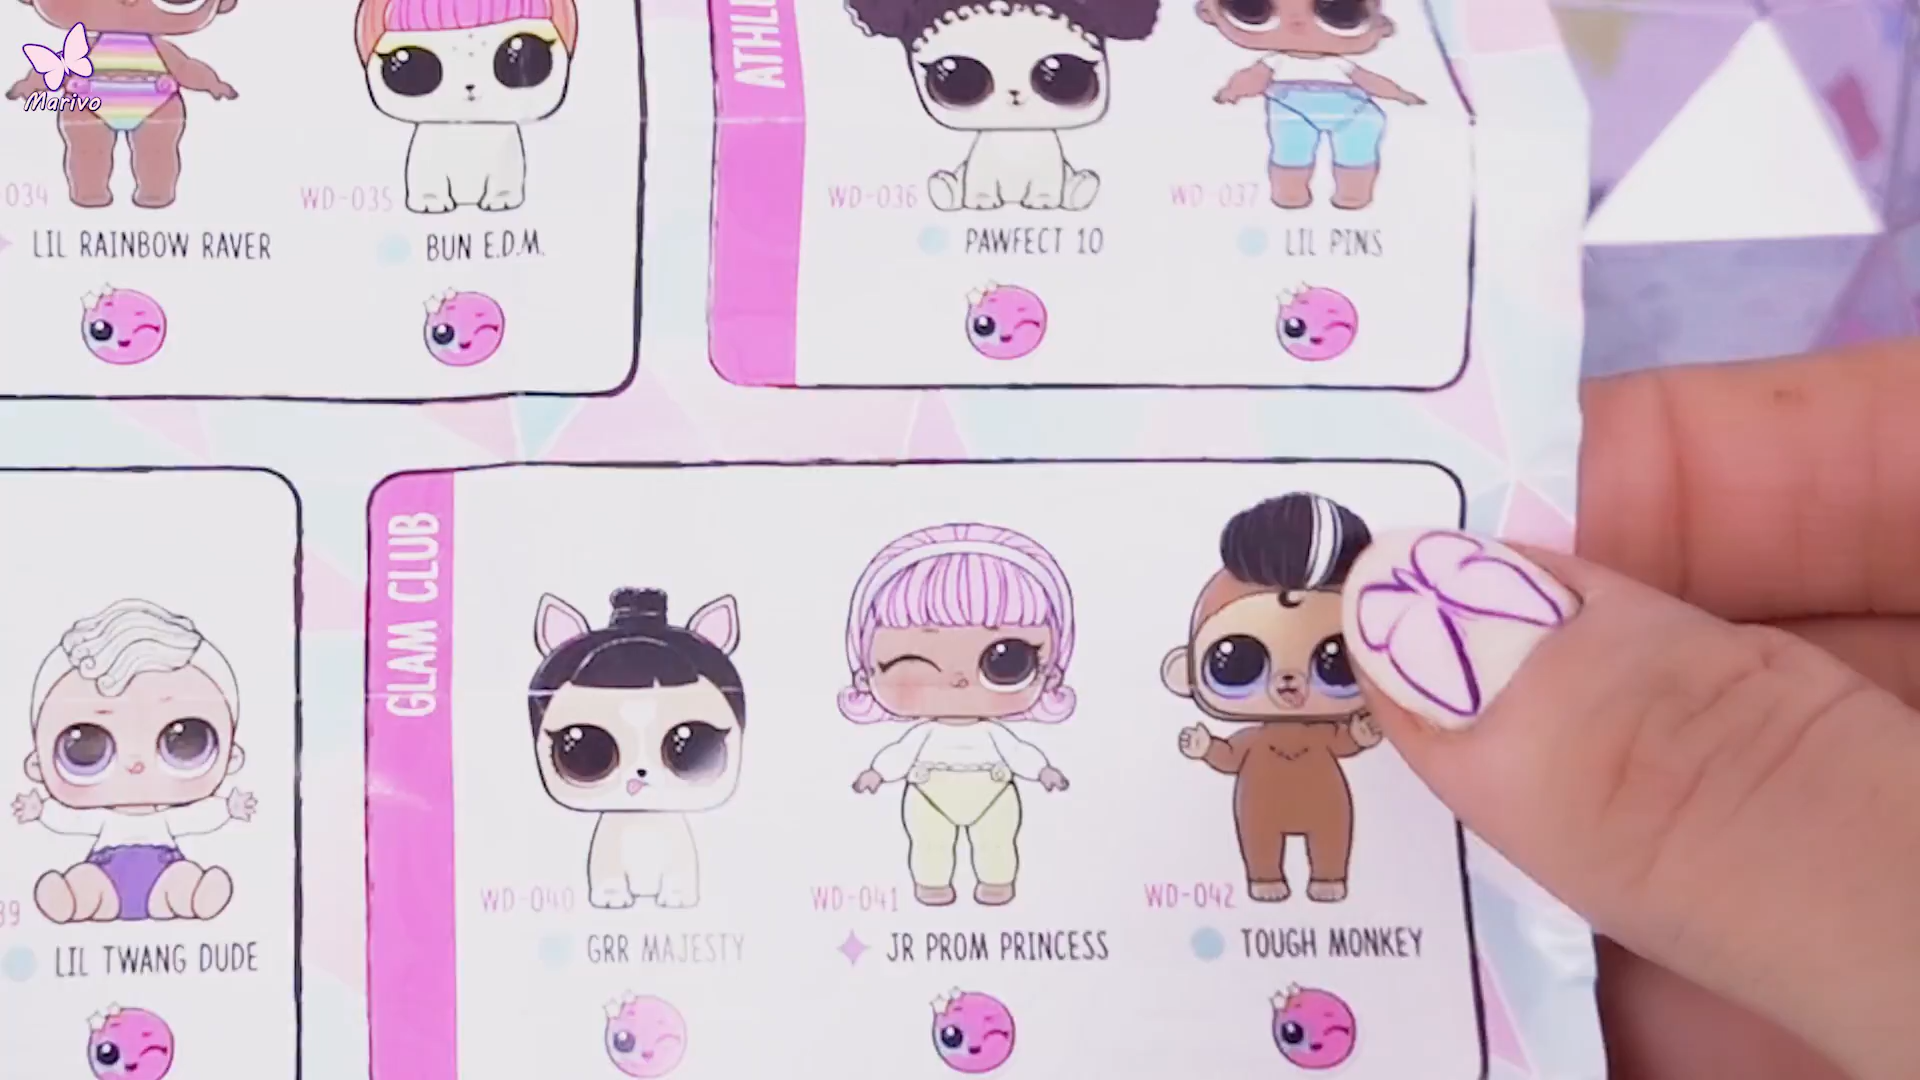 Marivo
ATHL
034
WD-035
WD-036
WD-037
LIL RAINBOW RAVER
BUN E.D.M.
PAWFECT 10
LIL PINS
GLAM CLUB
39
WD-040
WD-041
WD-042
LIL TWANG DUDE
GRR MAJESTY
JR PROM PRINCESS
TOUGH MONKEY